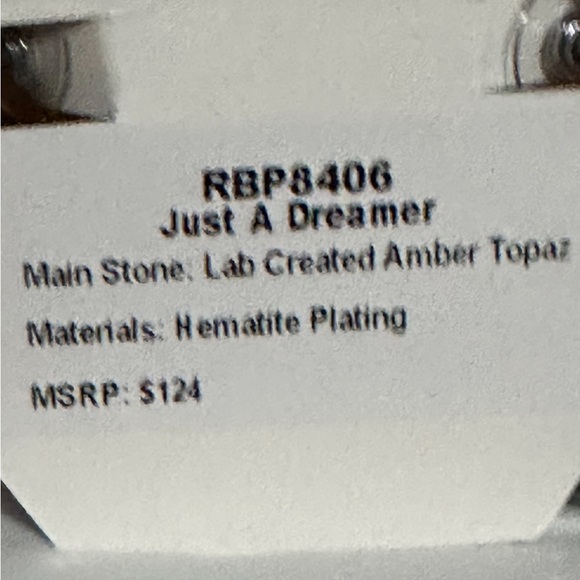 RBP8406
Just A Dreamer
Main Stone: Lab Created Amber Topaz
Materials: Hematite Plating
MSRP: $124